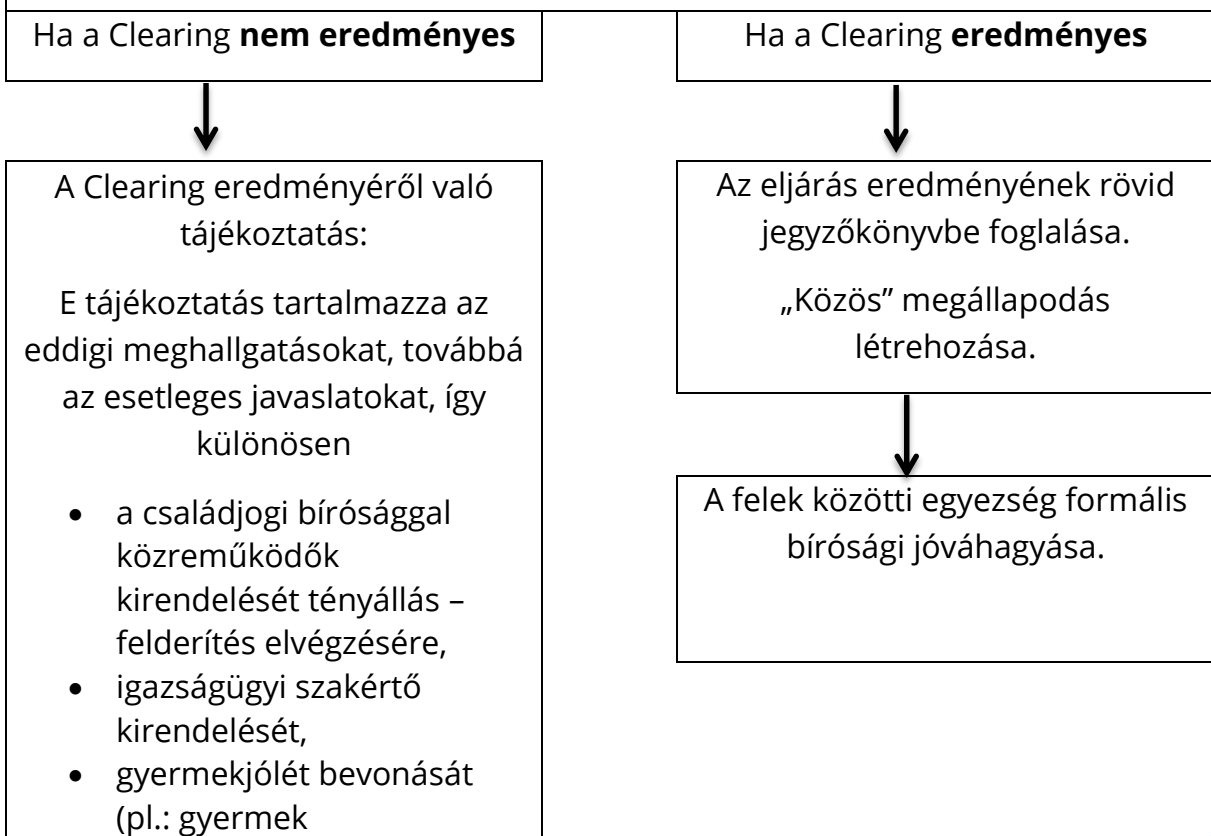 Ha a Clearing nem eredményes
A Clearing eredményéről való
tájékoztatás:
E tájékoztatás tartalmazza az
eddigi meghallgatásokat, továbbá
az esetleges javaslatokat, így
különösen
• a családjogi bírósággal
közreműködők
kirendelését tényállás –
felderítés elvégzésére,
• igazságügyi szakértő
kirendelését,
• gyermekjólét bevonását
(pl.: gyermek
Ha a Clearing eredményes
Az eljárás eredményének rövid
jegyzőkönyvbe foglalása.
„Közös” megállapodás
létrehozása.
A felek közötti egyezség formális
bírósági jóváhagyása.